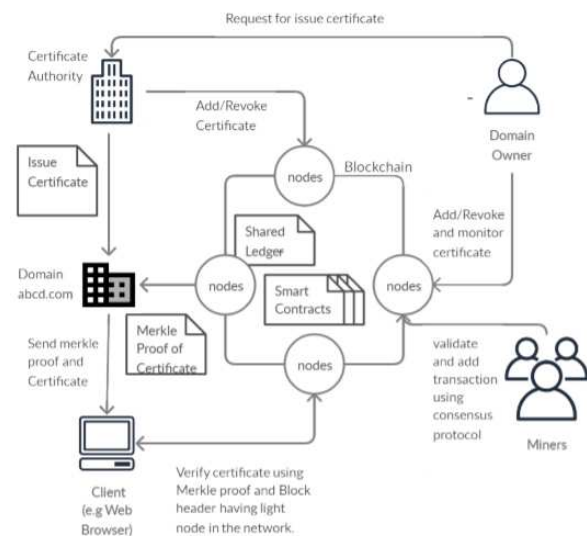 Request for issue certificate
Certificate
Authority
Add/Revoke
Certificate
Domain
Owner
Issue
Certificate
nodes
Blockchain
Shared
Ledger
Add/Revoke
and monitor
certificate
Domain
abcd.com
nodes
Smart
Contracts
nodes
Send merkle
proof and
Certificate
Merkle
Proof of
Certificate
nodes
validate
and add
transaction
using
consensus
protocol
Miners
Client
(e.g Web
Browser)
Verify certificate using
Merkle proof and Block
header having light
node in the network.